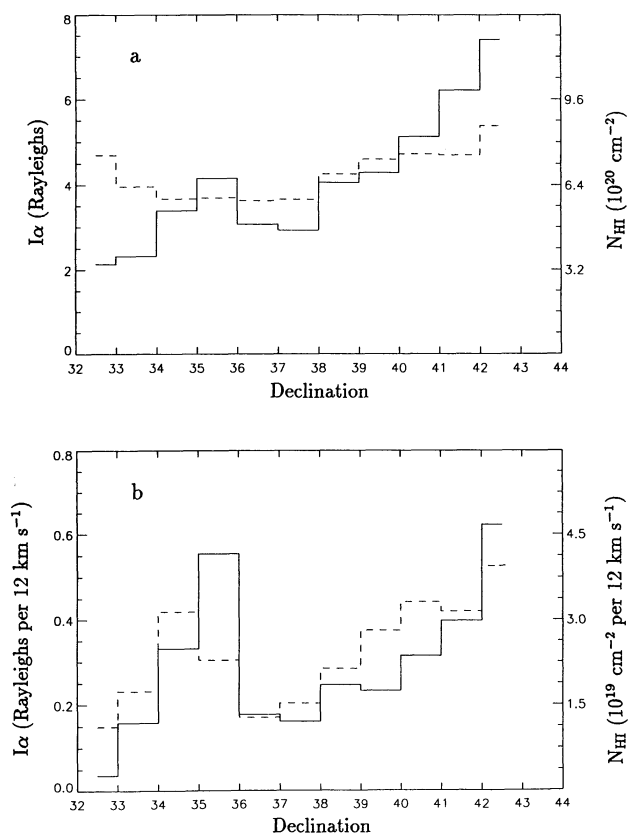 a
8
6
4
2
0
Iα (Rayleighs)
9.6
6.4
3.2
N_HI (10^20 cm^−2)
32 33 34 35 36 37 38 39 40 41 42 43 44
Declination
b
0.8
0.6
0.4
0.2
0.0
Iα (Rayleighs per 12 km s^−1)
4.5
3.0
1.5
N_HI (10^19 cm^−2 per 12 km s^−1)
32 33 34 35 36 37 38 39 40 41 42 43 44
Declination